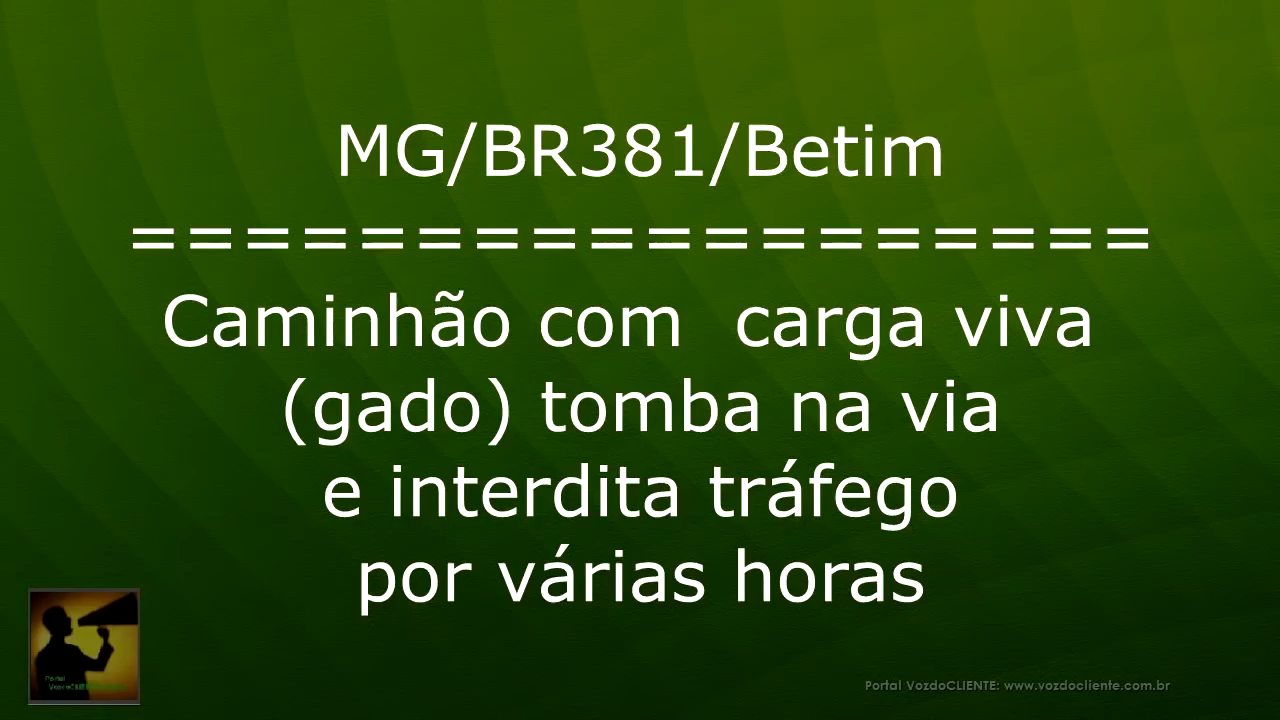 MG/BR381/Betim
==================
Caminhão com carga viva
(gado) tomba na via
e interdita tráfego
por várias horas
Portal
Portal VozdoCLIENTE: www.vozdocliente.com.br